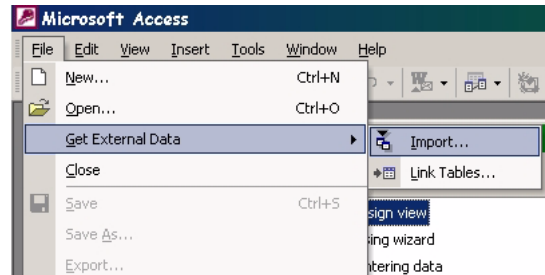 Microsoft Access
File Edit View Insert Tools Window Help
New... Ctrl+N
Open... Ctrl+O
Get External Data
Import...
Close
Link Tables...
Save Ctrl+S
sign view
Save As...
ing wizard
Export...
ntering data